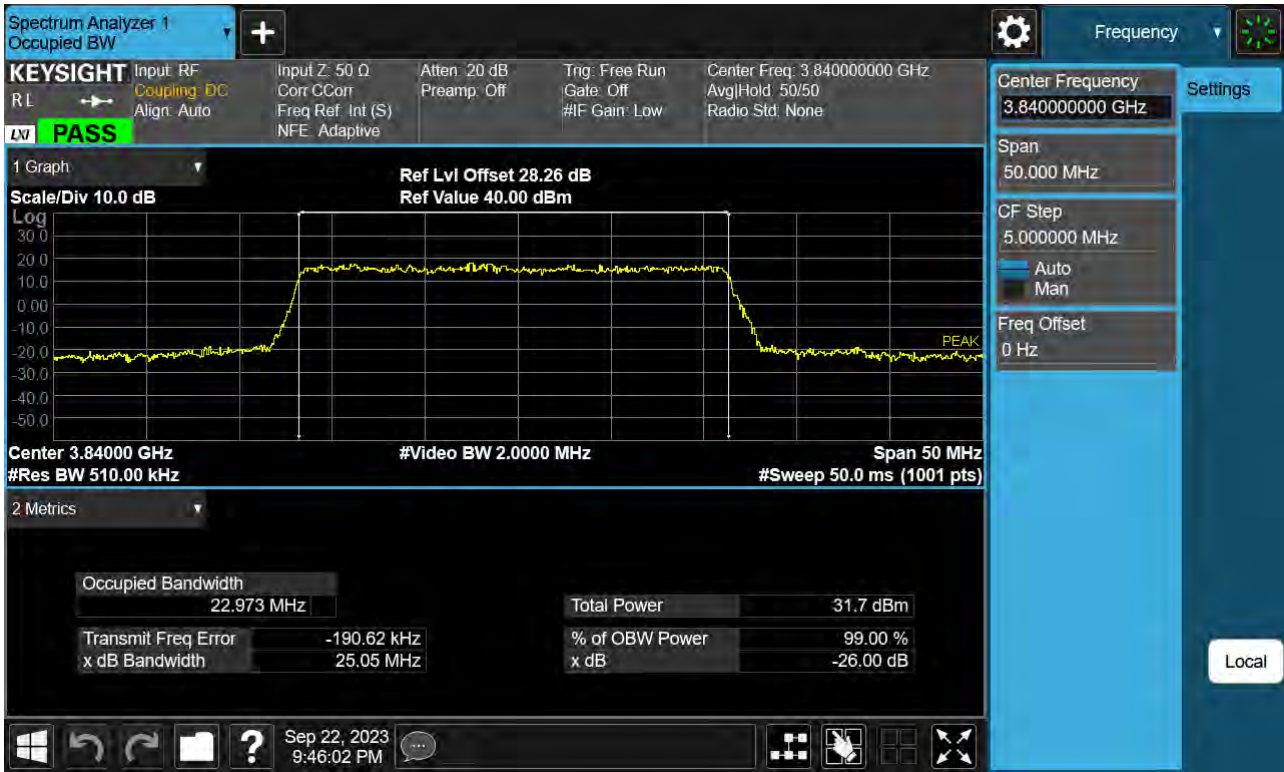 Spectrum Analyzer 1
Occupied BW
+
Frequency
KEYSIGHT
RL
LXI
PASS
Input: RF
Coupling: DC
Align: Auto
Input Z: 50 Ω
Corr CCorr
Freq Ref: Int (S)
NFE: Adaptive
Atten: 20 dB
Preamp: Off
Trig: Free Run
Gate: Off
#IF Gain: Low
Center Freq: 3.840000000 GHz
Avg|Hold: 50/50
Radio Std: None
1 Graph
Scale/Div 10.0 dB
Ref Lvl Offset 28.26 dB
Ref Value 40.00 dBm
Log
30.0
20.0
10.0
0.00
-10.0
-20.0
-30.0
-40.0
-50.0
PEAK
Center 3.84000 GHz
#Res BW 510.00 kHz
#Video BW 2.0000 MHz
Span 50 MHz
#Sweep 50.0 ms (1001 pts)
2 Metrics
Occupied Bandwidth
22.973 MHz
Transmit Freq Error -190.62 kHz
x dB Bandwidth 25.05 MHz
Total Power 31.7 dBm
% of OBW Power 99.00 %
x dB -26.00 dB
Center Frequency
3.840000000 GHz
Span
50.000 MHz
CF Step
5.000000 MHz
Auto
Man
Freq Offset
0 Hz
Settings
Local
?
Sep 22, 2023
9:46:02 PM